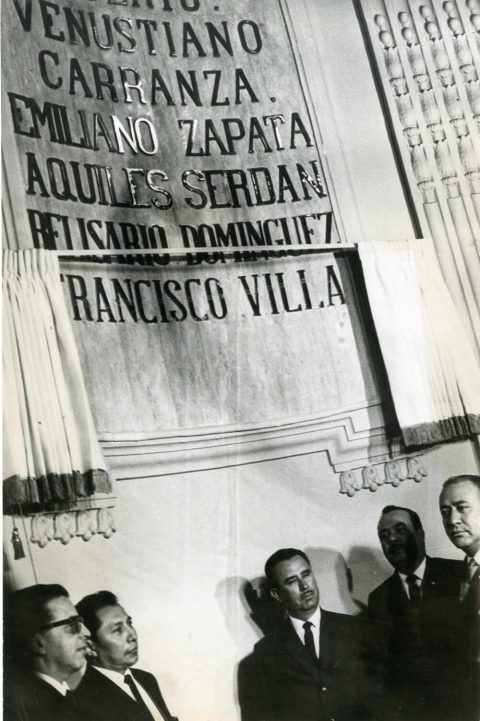 VENUSTIANO
CARRANZA.
EMILIANO ZAPATA
AQUILES SERDAN
BELISARIO DOMINGUEZ
FRANCISCO VILLA